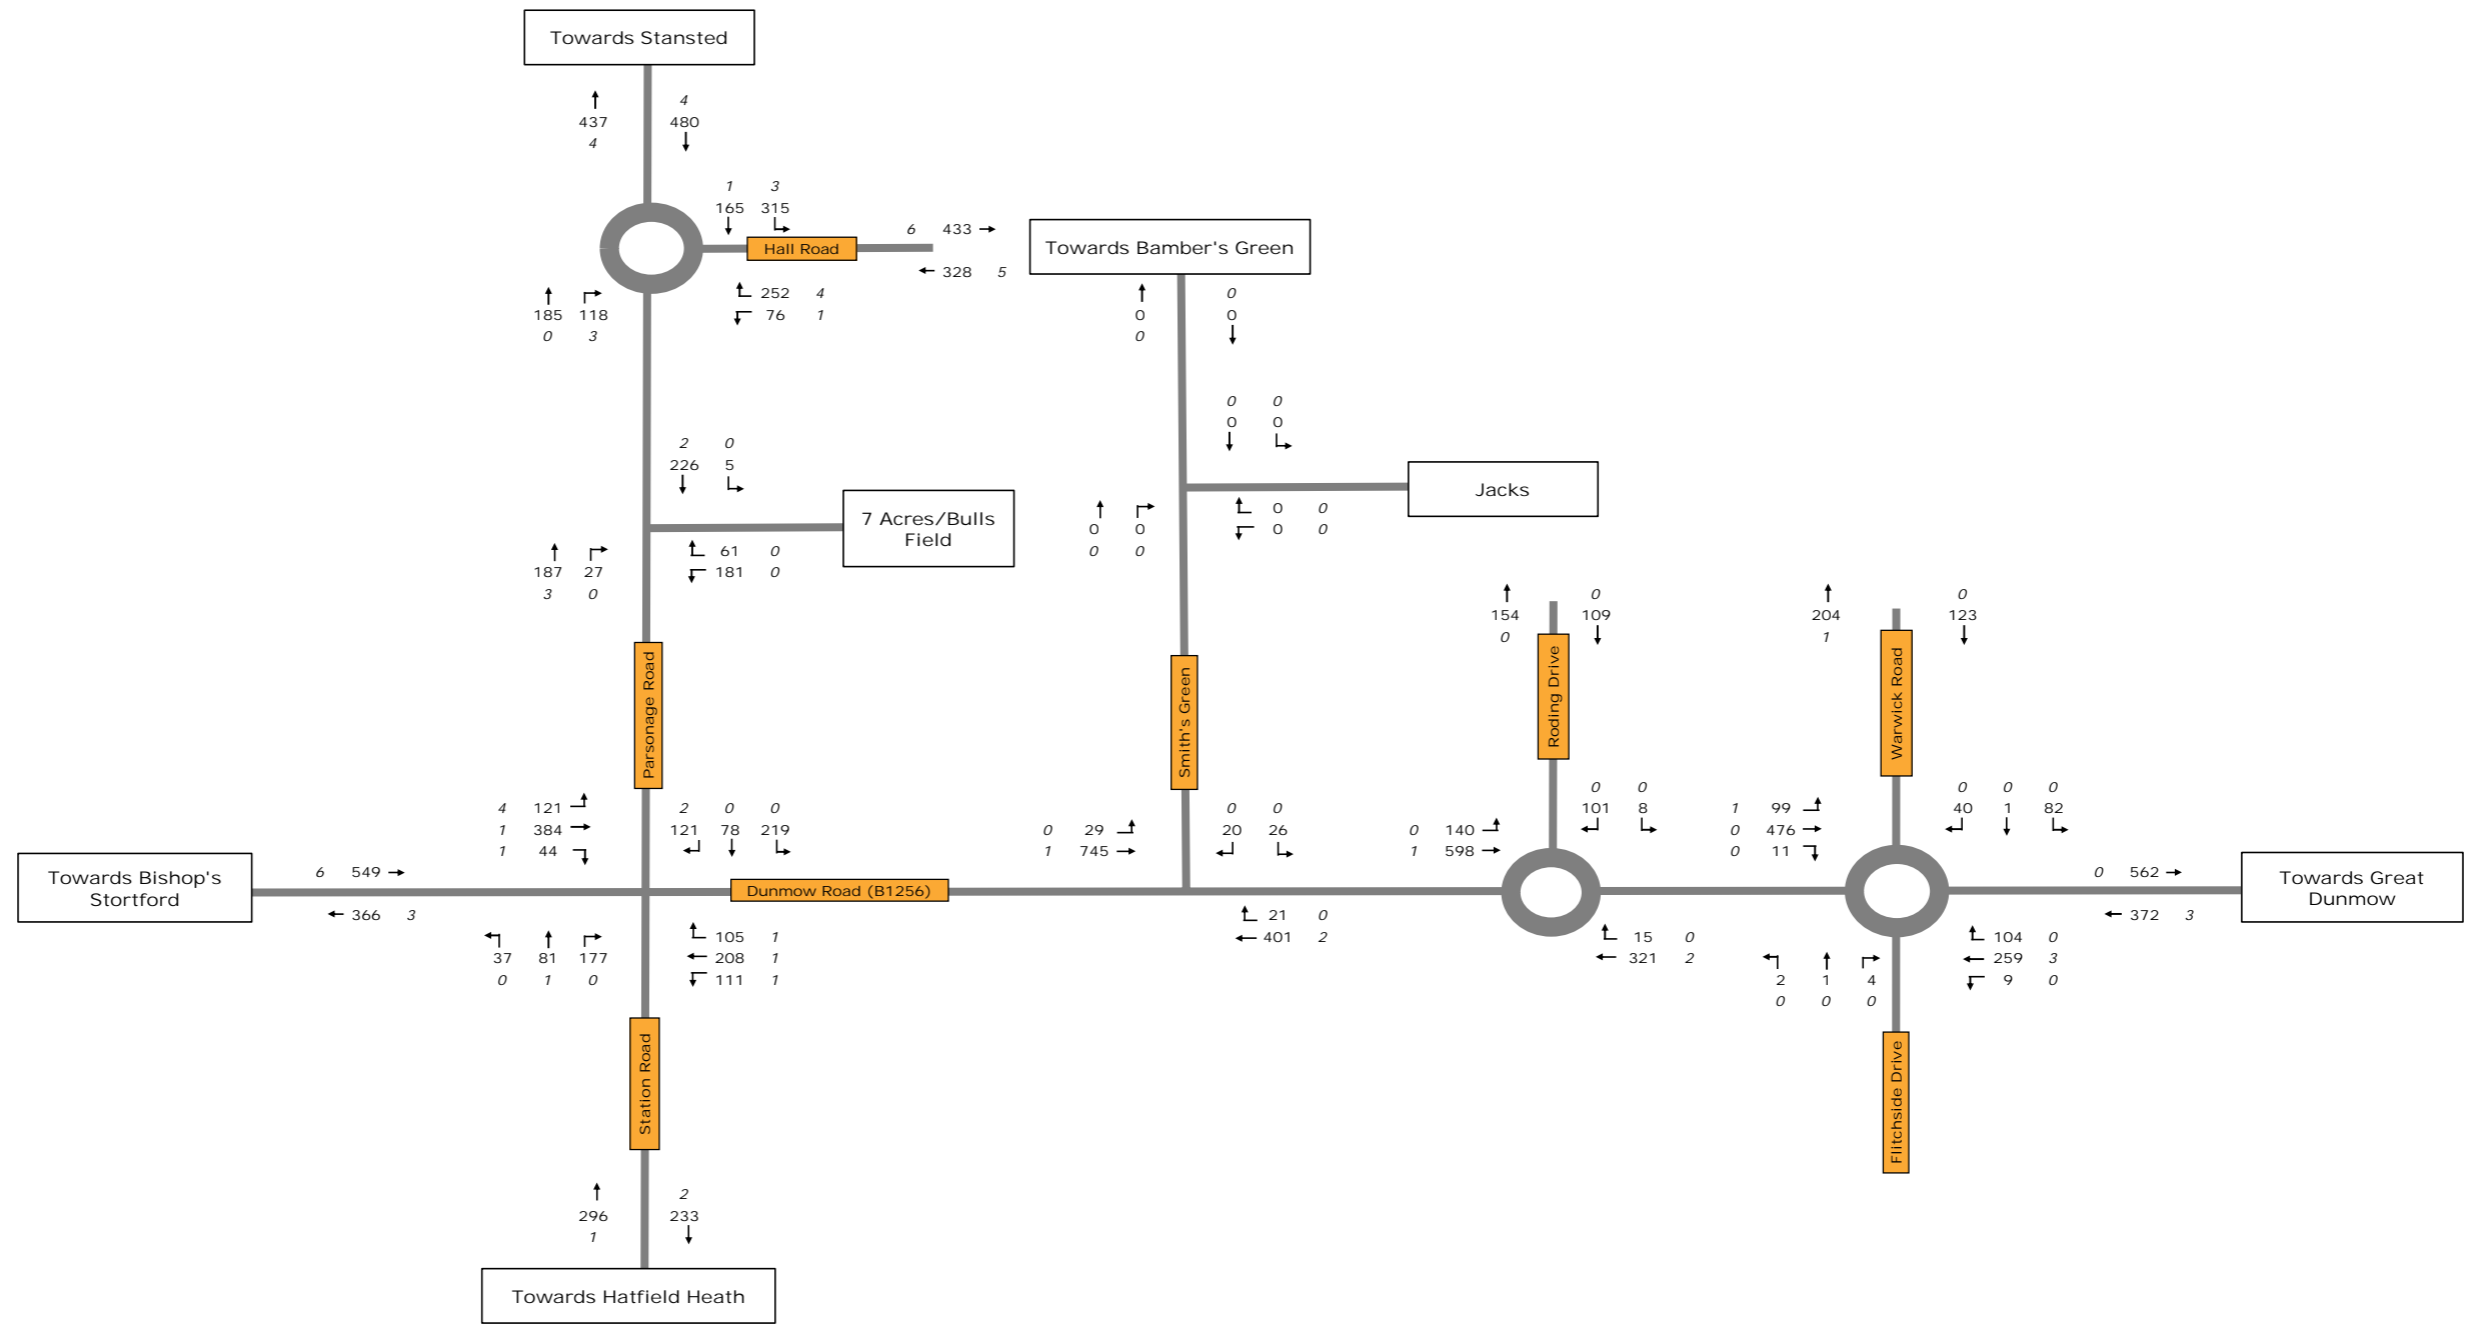 Towards Stansted
4
437 480
4
1 3
165 315
6 433
Hall Road
328 5
252 4
185 118
76 1
0 3
Towards Bamber's Green
0
0 0
0
0 0
0 0
2 0
226 5
7 Acres/Bulls
Field
61 0
187 27
181 0
3 0
Jacks
0 0
0 0
0 0
0 0
Parsonage Road
Smith's Green
0
154 109
0
Roding Drive
0
204 123
1
Warwick Road
4 121
1 384
1 44
2 0 0
121 78 219
0 29
1 745
0 0
20 26
0 140
1 598
0 0
101 8
1 99
0 476
0 11
0 0 0
40 1 82
Towards Bishop's
Stortford
6 549
366 3
Dunmow Road (B1256)
0 562
372 3
Towards Great
Dunmow
37 81 177
0 1 0
105 1
208 1
111 1
21 0
401 2
15 0
321 2
2 1 4
0 0 0
104 0
259 3
9 0
Station Road
Flitchside Drive
2
296 233
1
Towards Hatfield Heath